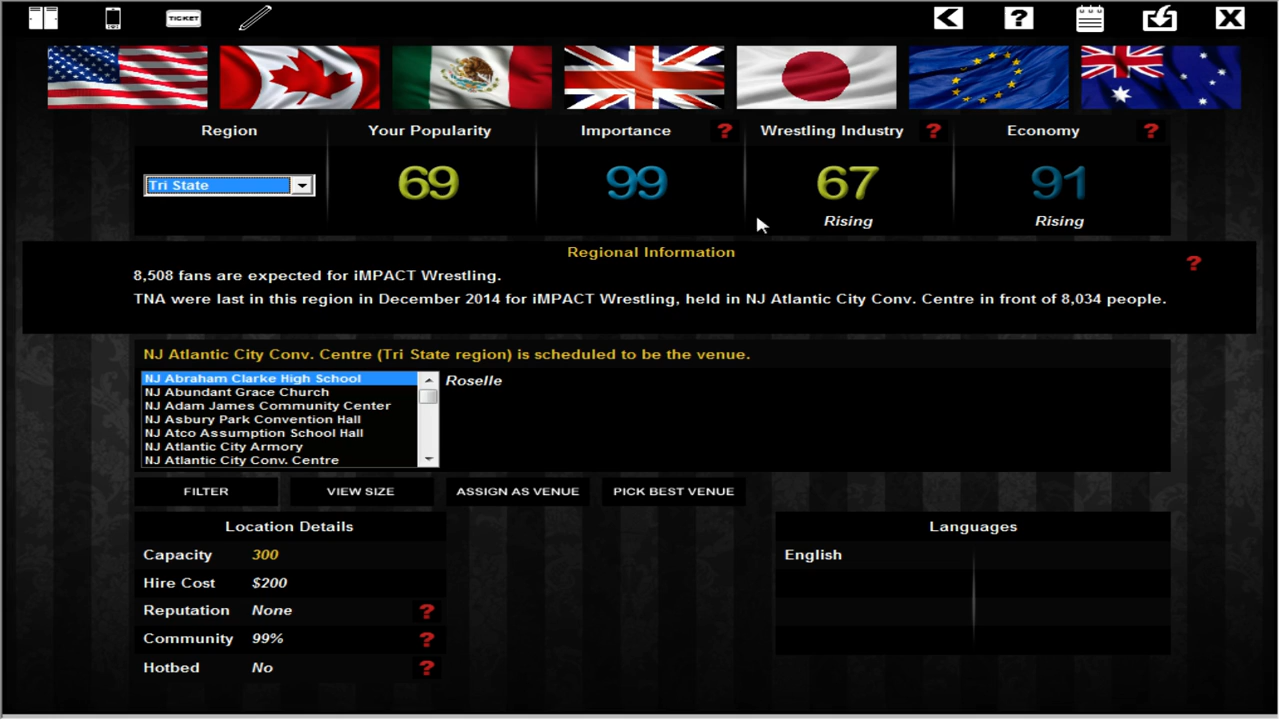 TICKET
Region
Your Popularity
Importance ?
Wrestling Industry ?
Economy ?
Tri State
69
99
67
91
Rising
Rising
Regional Information
?
8,508 fans are expected for iMPACT Wrestling.
TNA were last in this region in December 2014 for iMPACT Wrestling, held in NJ Atlantic City Conv. Centre in front of 8,034 people.
NJ Atlantic City Conv. Centre (Tri State region) is scheduled to be the venue.
NJ Abraham Clarke High School
NJ Abundant Grace Church
NJ Adam James Community Center
NJ Asbury Park Convention Hall
NJ Atco Assumption School Hall
NJ Atlantic City Armory
NJ Atlantic City Conv. Centre
Roselle
FILTER
VIEW SIZE
ASSIGN AS VENUE
PICK BEST VENUE
Location Details
Capacity 300
Hire Cost $200
Reputation None ?
Community 99% ?
Hotbed No ?
Languages
English